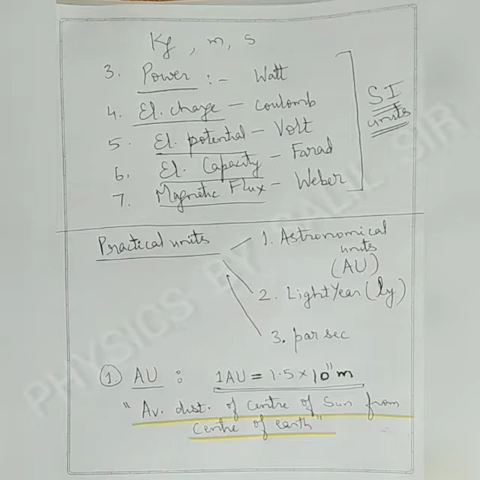 Kg, m, s
3. Power :- Watt
4. El. charge - Coulomb
5. El. potential - Volt
6. El. Capacity - Farad
7. Magnetic Flux - Weber
SI
units
Practical units
1. Astronomical
units
(AU)
2. Light Year (ly)
3. par sec
① AU : 1AU = 1.5 × 10¹¹ m
" Av. dist. of centre of Sun from
Centre of earth"
PHYSICS BY
SIR